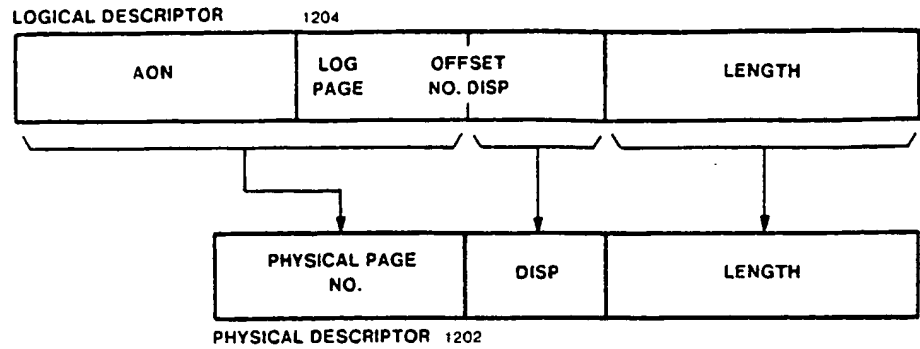 LOGICAL DESCRIPTOR 1204
AON
LOG OFFSET
PAGE NO. DISP
LENGTH
PHYSICAL PAGE
NO.
DISP
LENGTH
PHYSICAL DESCRIPTOR 1202